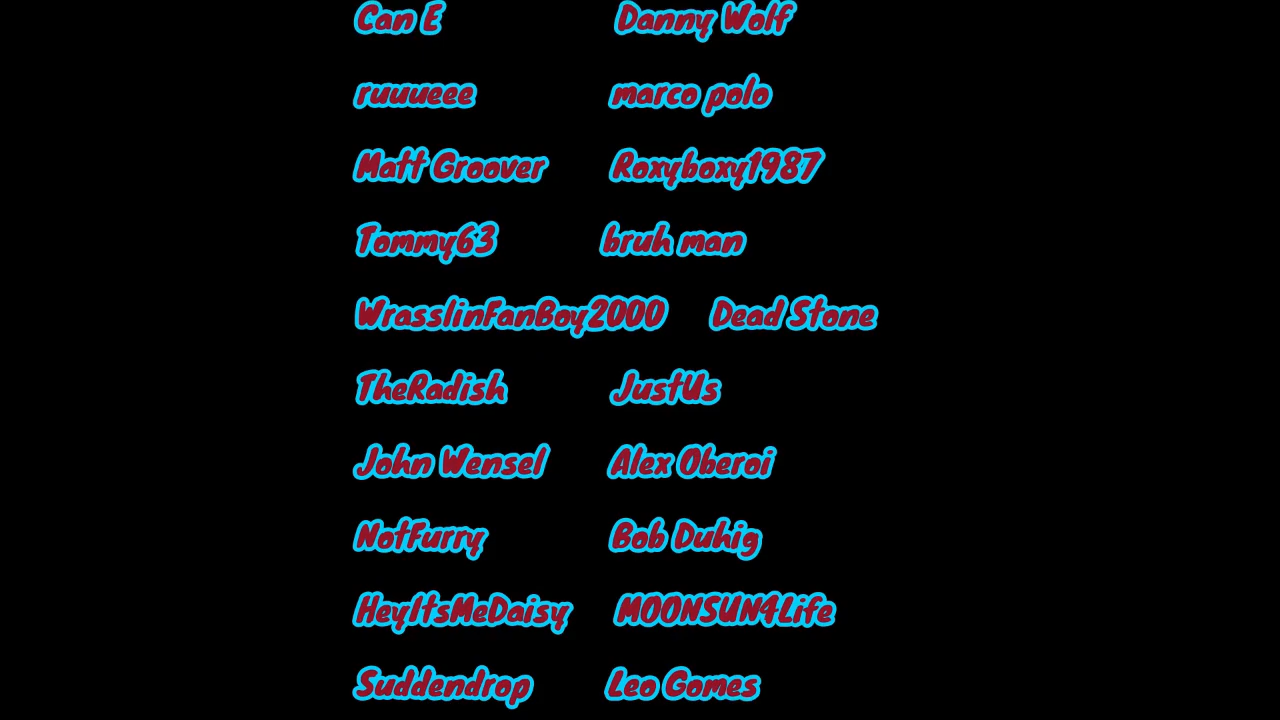 Can E Danny Wolf
ruuueee marco polo
Matt Groover Roxyboxy1987
Tommy63 bruh man
WrasslinFanBoy2000 Dead Stone
TheRadish JustUs
John Wensel Alex Oberoi
NotFurry Bob Duhig
HeyItsMeDaisy MOONSUN4Life
Suddendrop Leo Gomes